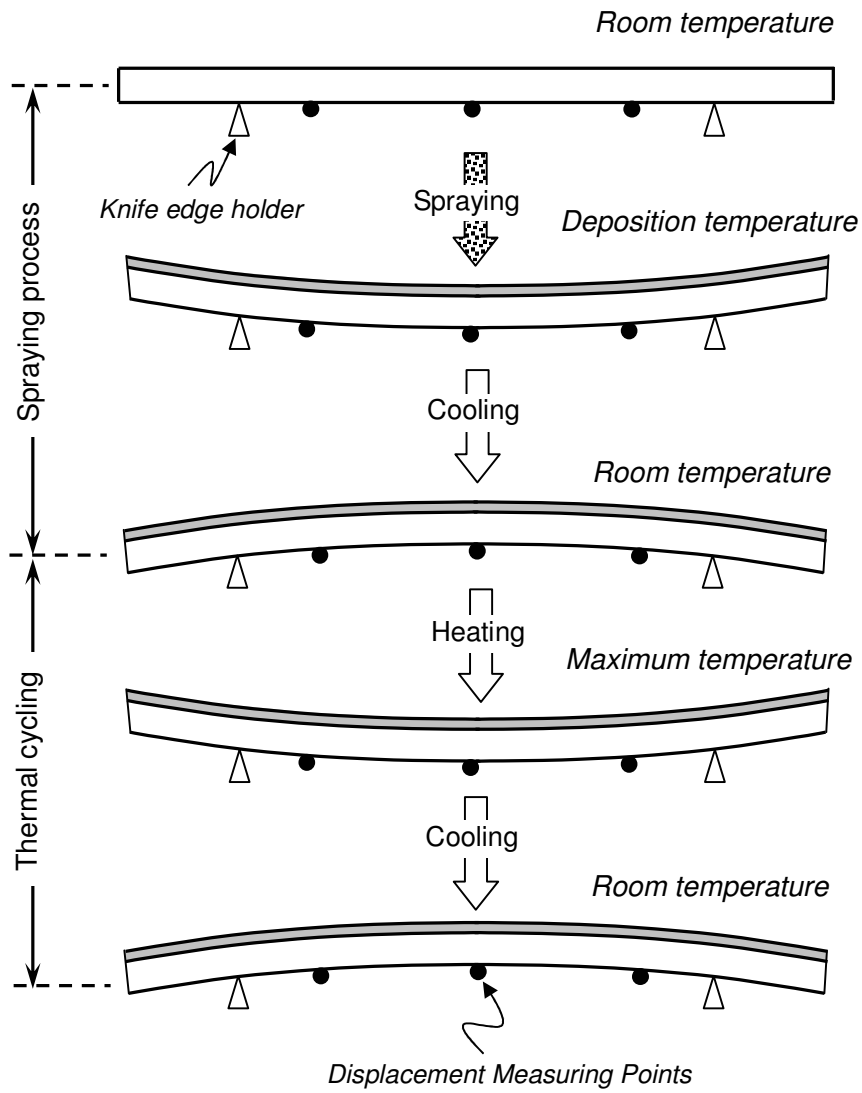 Room temperature
Knife edge holder
Spraying
Deposition temperature
Spraying process
Cooling
Room temperature
Heating
Maximum temperature
Thermal cycling
Cooling
Room temperature
Displacement Measuring Points